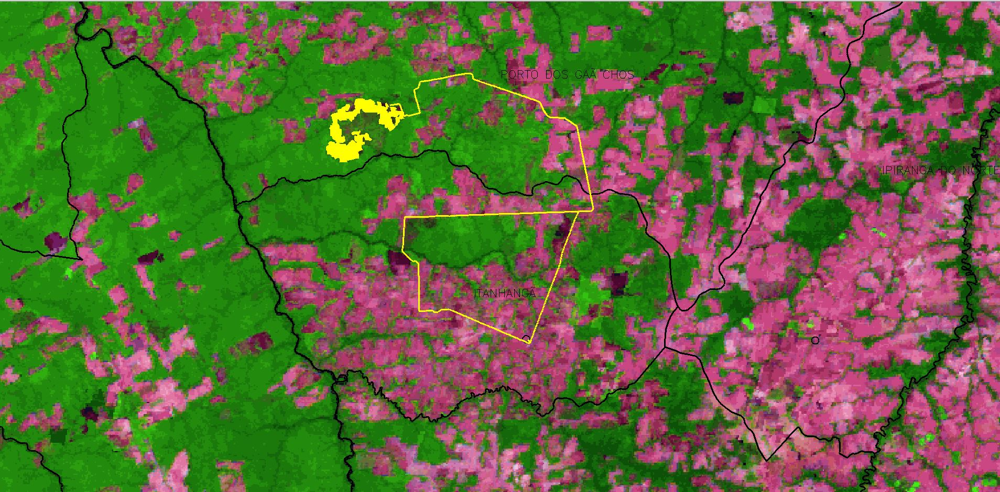 PORTO DOS GAÃ CHOS
IPIRANGA DO NORTE
ITANHANGÃ